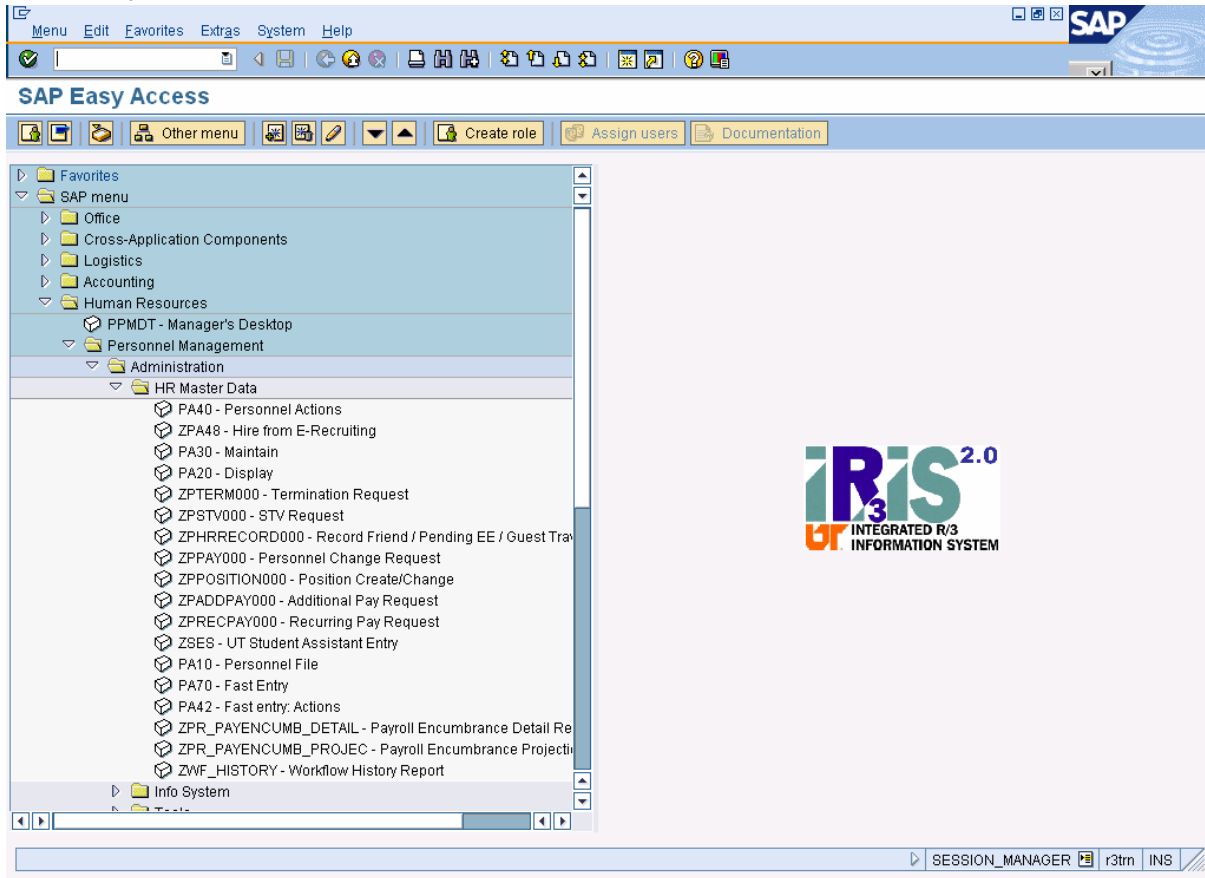 Menu Edit Favorites Extras System Help
SAP
SAP Easy Access
Other menu Create role Assign users Documentation
Favorites
SAP menu
Office
Cross-Application Components
Logistics
Accounting
Human Resources
PPMDT - Manager's Desktop
Personnel Management
Administration
HR Master Data
PA40 - Personnel Actions
ZPA48 - Hire from E-Recruiting
PA30 - Maintain
PA20 - Display
ZPTERM000 - Termination Request
ZPSTV000 - STV Request
ZPHRRECORD000 - Record Friend / Pending EE / Guest Trav
ZPPAY000 - Personnel Change Request
ZPPOSITION000 - Position Create/Change
ZPADDPAY000 - Additional Pay Request
ZPRECPAY000 - Recurring Pay Request
ZSES - UT Student Assistant Entry
PA10 - Personnel File
PA70 - Fast Entry
PA42 - Fast entry: Actions
ZPR_PAYENCUMB_DETAIL - Payroll Encumbrance Detail Re
ZPR_PAYENCUMB_PROJEC - Payroll Encumbrance Projecti
ZWF_HISTORY - Workflow History Report
Info System
iRiS 2.0
3
UT INTEGRATED R/3
INFORMATION SYSTEM
SESSION_MANAGER r3trn INS